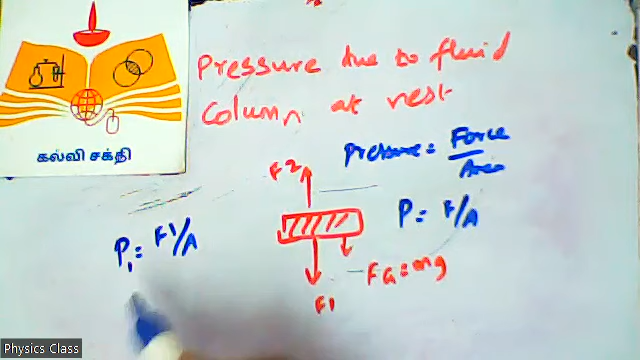 Pressure due to fluid
column at rest
கல்வி சக்தி
Pressure = Force
Area
F2
P = F/A
P1 = F1/A
FG = mg
F1
Physics Class